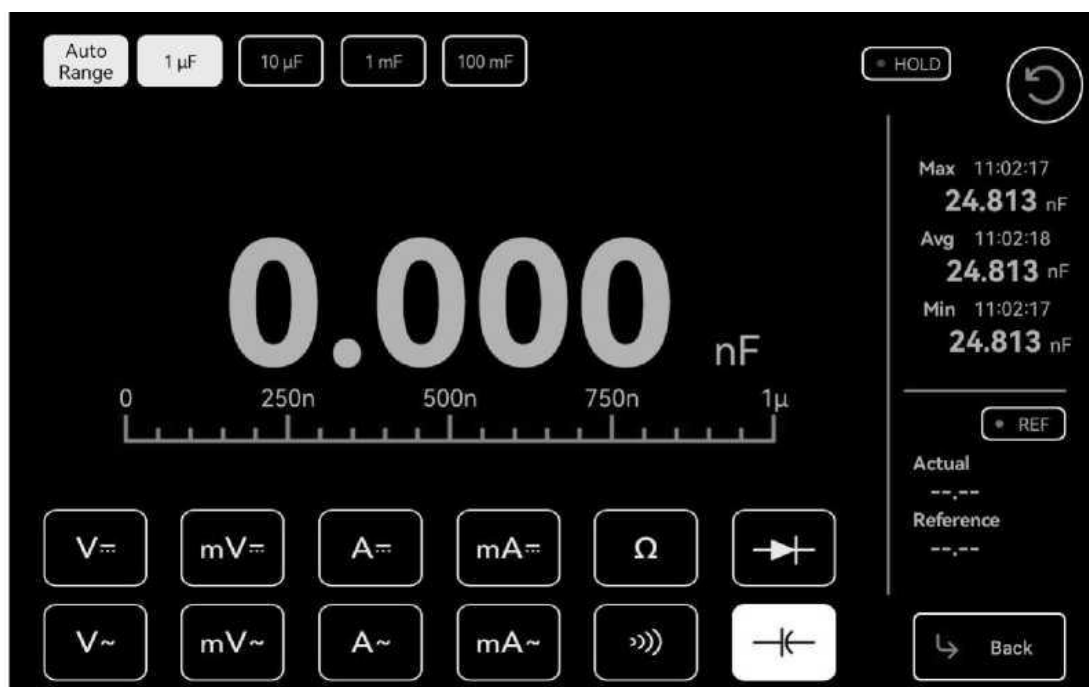 Auto
Range
1 µF
10 µF
1 mF
100 mF
HOLD
Max 11:02:17
24.813 nF
Avg 11:02:18
24.813 nF
Min 11:02:17
24.813 nF
0.000 nF
0 250n 500n 750n 1µ
REF
Actual
--.--
Reference
--.--
V⎓ mV⎓ A⎓ mA⎓ Ω
V~ mV~ A~ mA~
Back